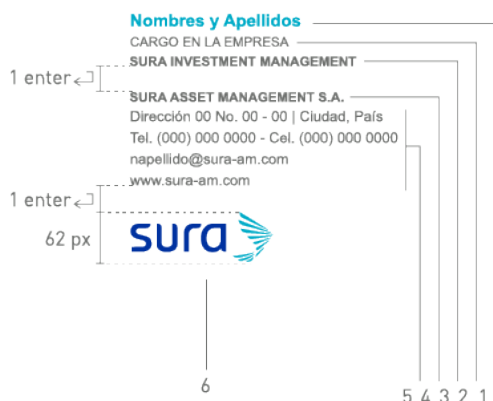 Nombres y Apellidos
CARGO EN LA EMPRESA
SURA INVESTMENT MANAGEMENT
1 enter
SURA ASSET MANAGEMENT S.A.
Dirección 00 No. 00 - 00 | Ciudad, País
Tel. (000) 000 0000 - Cel. (000) 000 0000
napellido@sura-am.com
www.sura-am.com
1 enter
62 px
sura
6
5 4 3 2 1